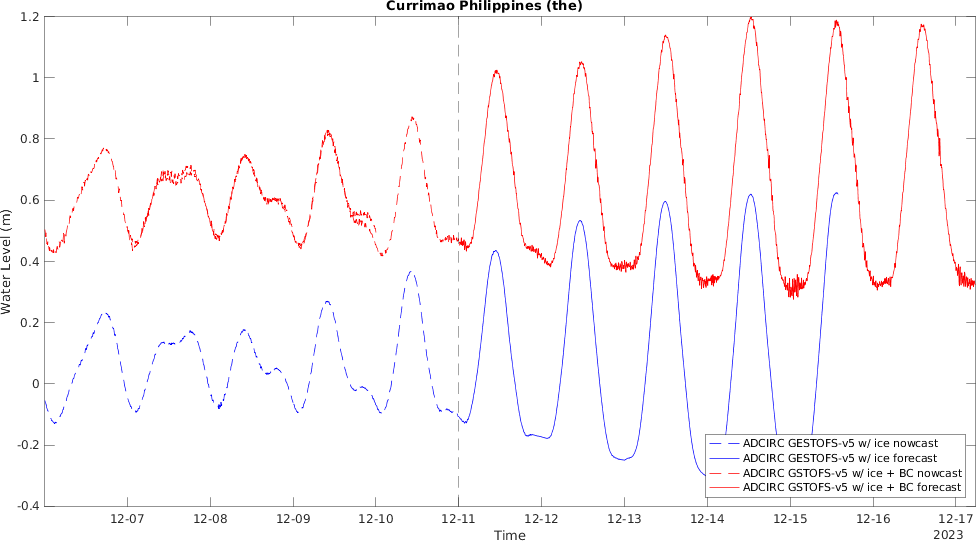 Currimao Philippines (the)
1.2
1
0.8
0.6
0.4
0.2
0
-0.2
-0.4
Water Level (m)
12-07 12-08 12-09 12-10 12-11 12-12 12-13 12-14 12-15 12-16 12-17
Time
2023
ADCIRC GESTOFS-v5 w/ ice nowcast
ADCIRC GESTOFS-v5 w/ ice forecast
ADCIRC GSTOFS-v5 w/ ice + BC nowcast
ADCIRC GSTOFS-v5 w/ ice + BC forecast